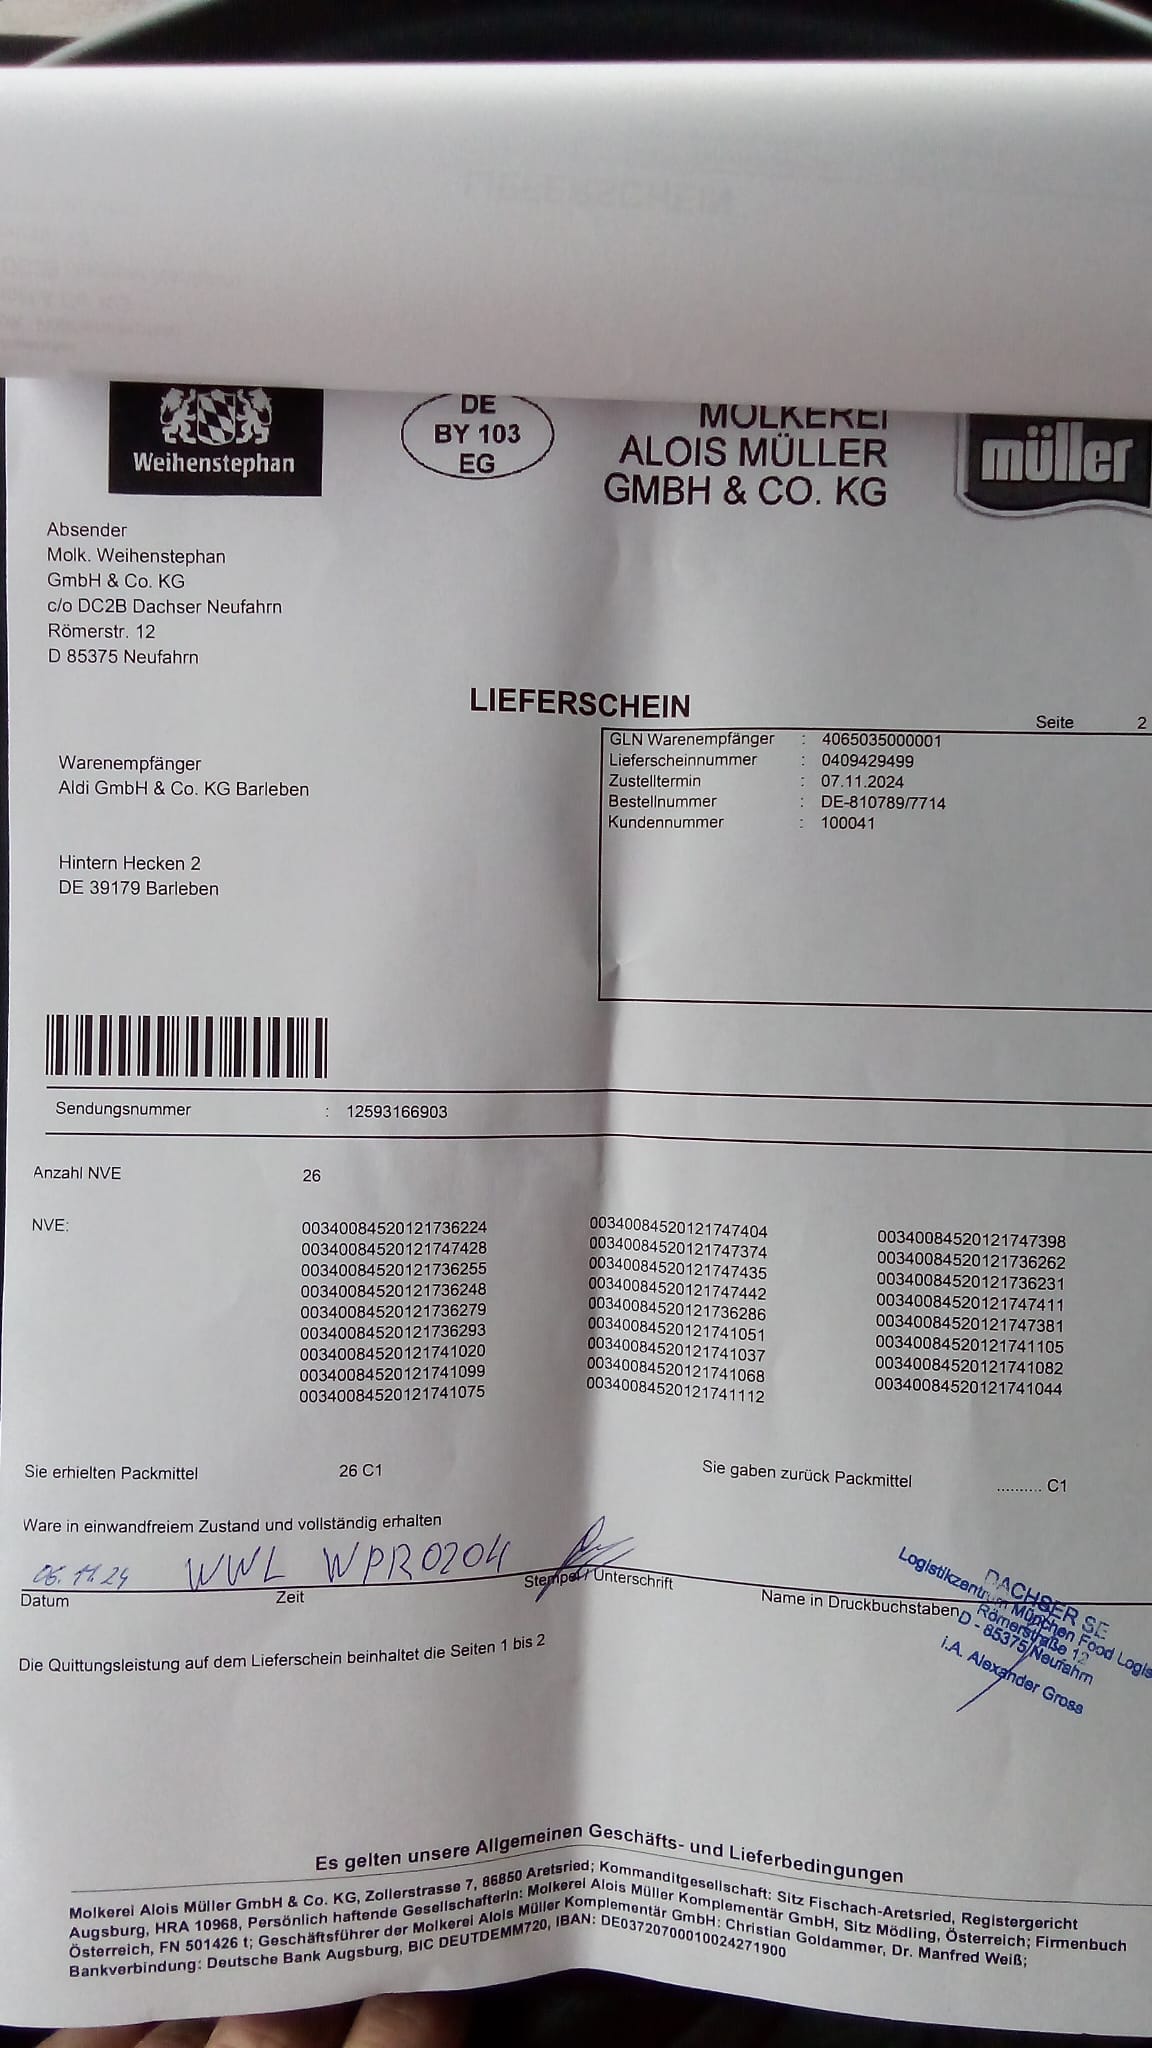 Weihenstephan
DE
BY 103
EG
MOLKEREI
ALOIS MÜLLER
GMBH & CO. KG
müller
Absender
Molk. Weihenstephan
GmbH & Co. KG
c/o DC2B Dachser Neufahrn
Römerstr. 12
D 85375 Neufahrn
LIEFERSCHEIN
Seite 2
Warenempfänger
Aldi GmbH & Co. KG Barleben
Hintern Hecken 2
DE 39179 Barleben
GLN Warenempfänger : 4065035000001
Lieferscheinnummer : 0409429499
Zustelltermin : 07.11.2024
Bestellnummer : DE-810789/7714
Kundennummer : 100041
Sendungsnummer : 12593166903
Anzahl NVE 26
NVE: 00340084520121736224 00340084520121747404 00340084520121747398
00340084520121747428 00340084520121747374 00340084520121736262
00340084520121736255 00340084520121747435 00340084520121736231
00340084520121736248 00340084520121747442 00340084520121747411
00340084520121736279 00340084520121736286 00340084520121747381
00340084520121736293 00340084520121741051 00340084520121741105
00340084520121741020 00340084520121741037 00340084520121741082
00340084520121741099 00340084520121741068 00340084520121741044
00340084520121741075 00340084520121741112
Sie erhielten Packmittel 26 C1 Sie gaben zurück Packmittel .......... C1
Ware in einwandfreiem Zustand und vollständig erhalten
06.11.24 WWL WPR0204
Datum Zeit Stempel / Unterschrift Name in Druckbuchstaben
DACHSER SE
Logistikzentrum München Food Logis
Römerstraße 12
D - 85375 Neufahrn
i.A. Alexander Gross
Die Quittungsleistung auf dem Lieferschein beinhaltet die Seiten 1 bis 2
Es gelten unsere Allgemeinen Geschäfts- und Lieferbedingungen
Molkerei Alois Müller GmbH & Co. KG, Zollerstrasse 7, 86850 Aretsried; Kommanditgesellschaft: Sitz Fischach-Aretsried, Registergericht
Augsburg, HRA 10968, Persönlich haftende Gesellschafterin: Molkerei Alois Müller Komplementär GmbH, Sitz Mödling, Österreich; Firmenbuch
Österreich, FN 501426 t; Geschäftsführer der Molkerei Alois Müller Komplementär GmbH: Christian Goldammer, Dr. Manfred Weiß;
Bankverbindung: Deutsche Bank Augsburg, BIC DEUTDEMM720, IBAN: DE03720700010024271900